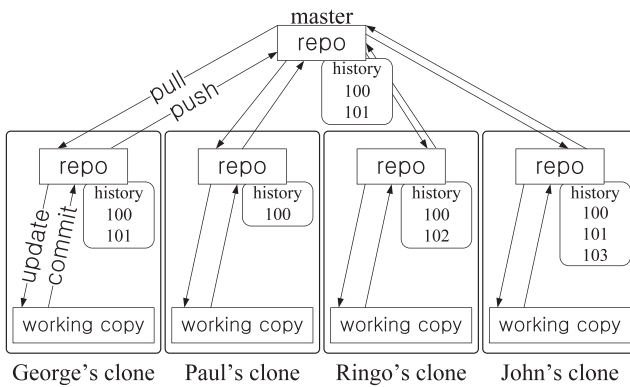 master
repo
history
100
101
pull
push
repo
history
100
101
update
commit
working copy
George's clone
repo
history
100
working copy
Paul's clone
repo
history
100
102
working copy
Ringo's clone
repo
history
100
101
103
working copy
John's clone